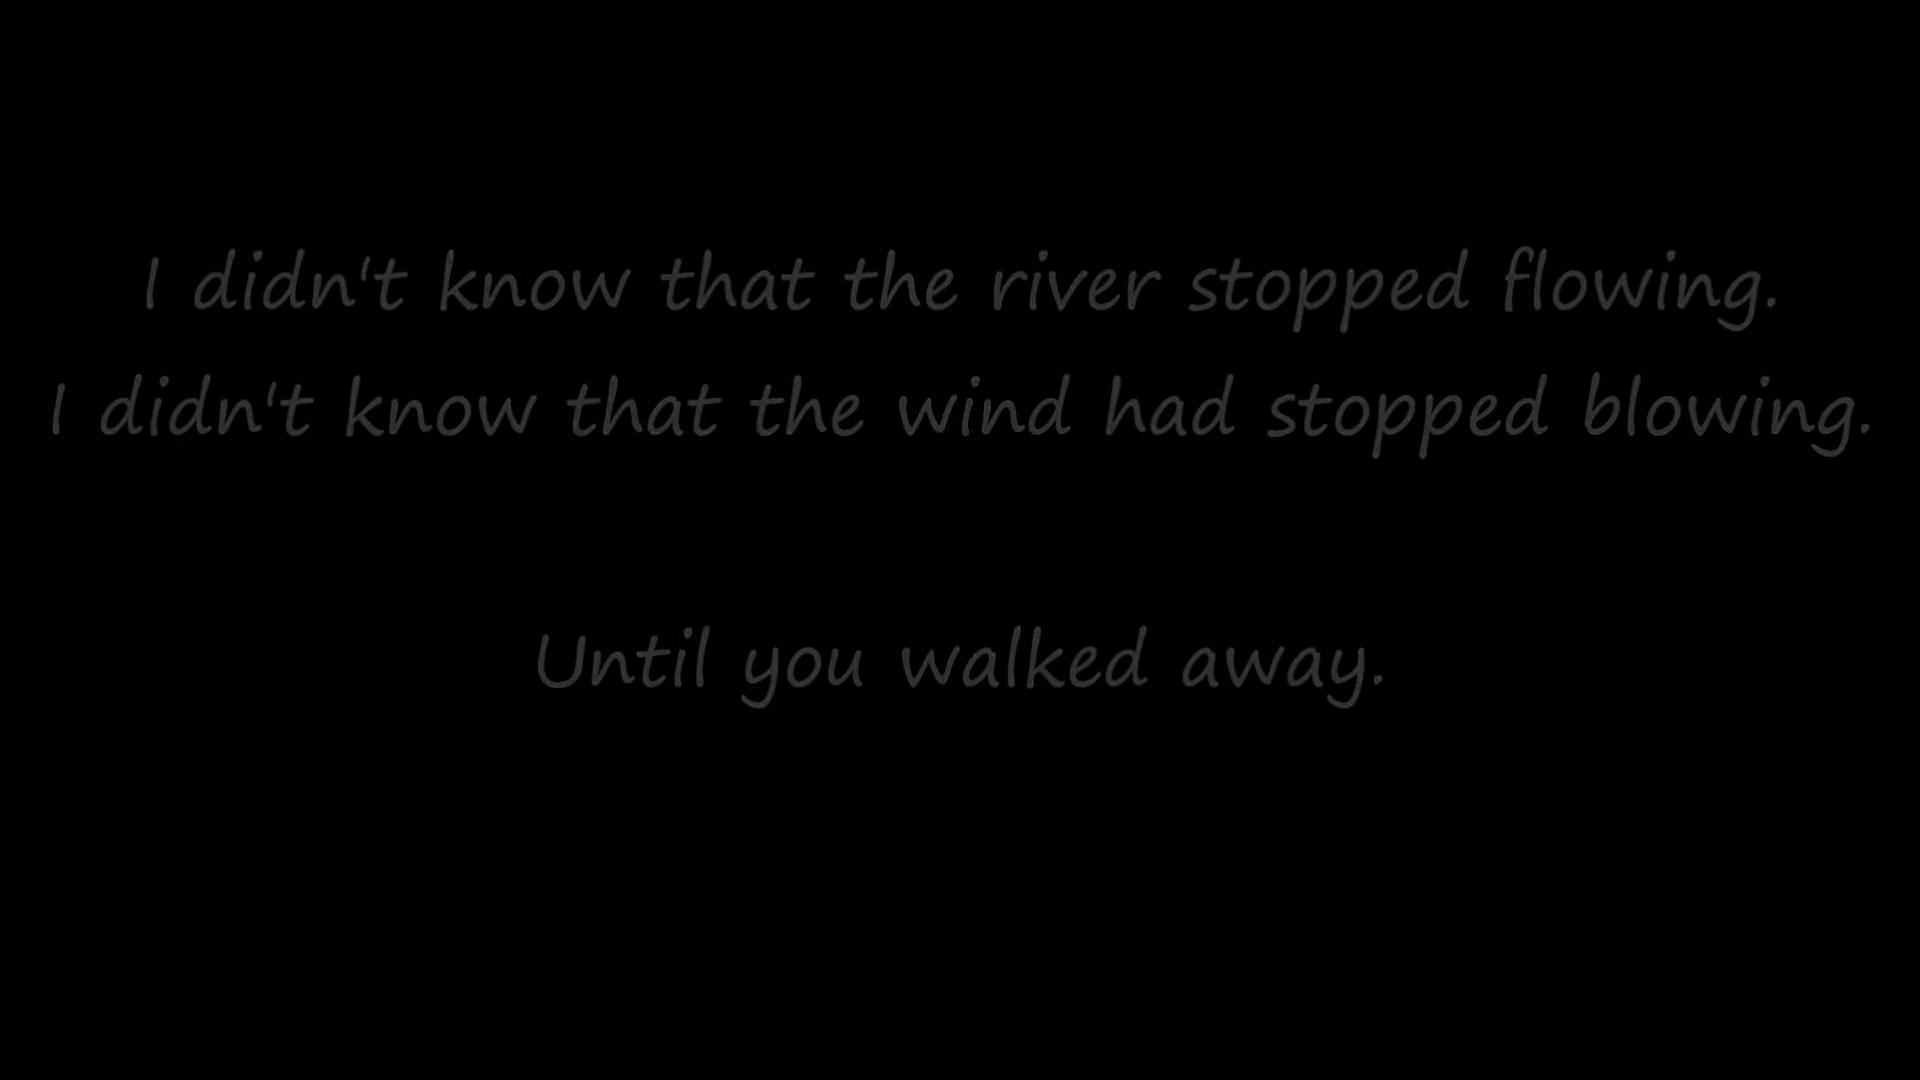 I didn't know that the river stopped flowing.
I didn't know that the wind had stopped blowing.
Until you walked away.